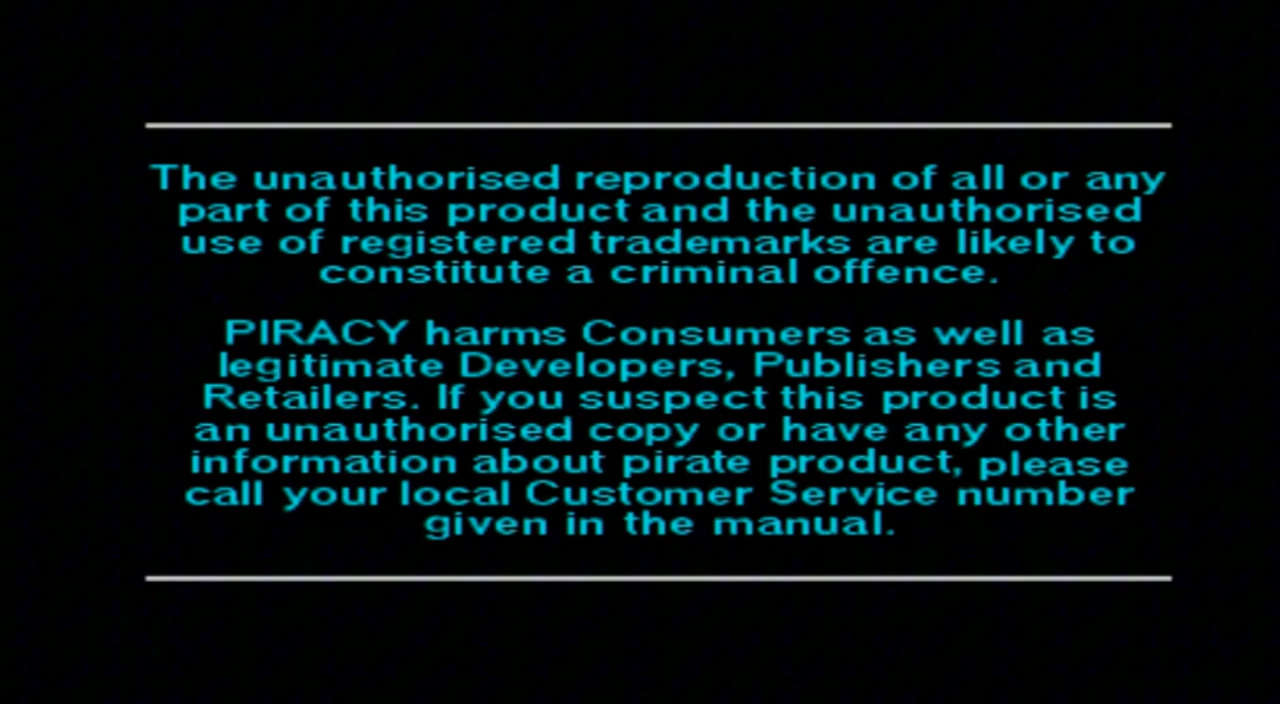 The unauthorised reproduction of all or any
part of this product and the unauthorised
use of registered trademarks are likely to
constitute a criminal offence.
PIRACY harms Consumers as well as
legitimate Developers, Publishers and
Retailers. If you suspect this product is
an unauthorised copy or have any other
information about pirate product, please
call your local Customer Service number
given in the manual.